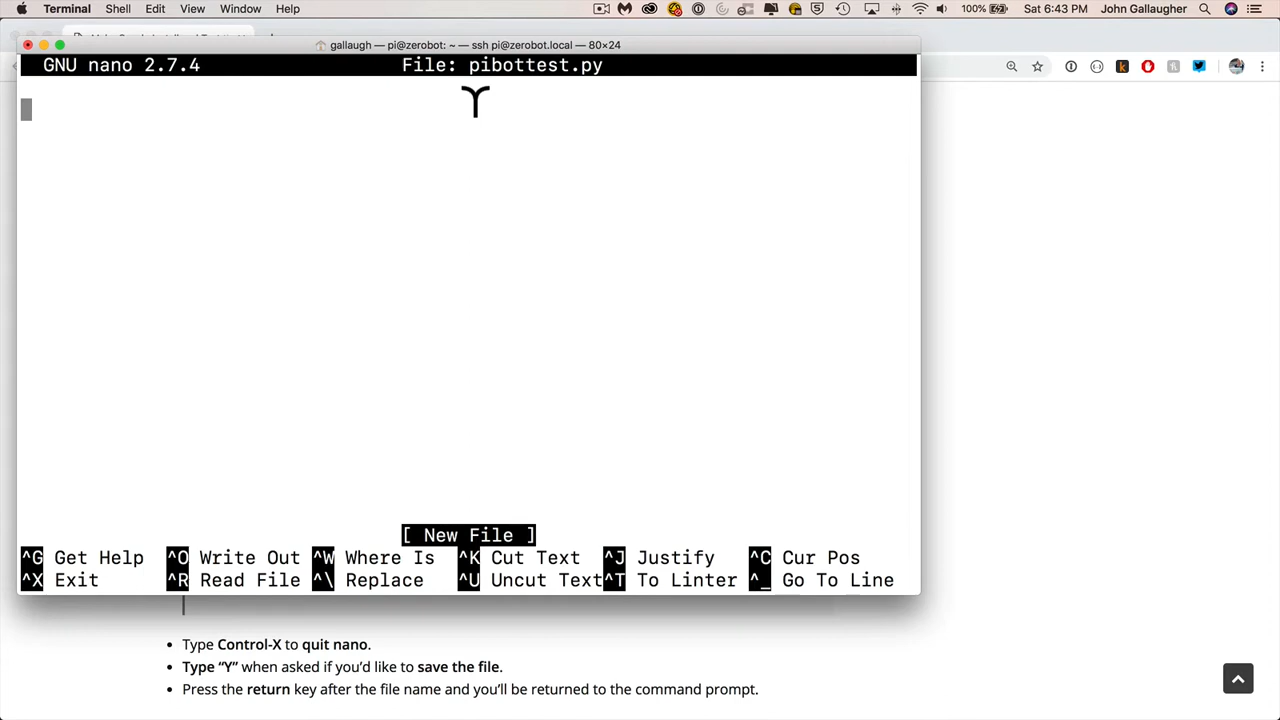 Terminal Shell Edit View Window Help 100% Sat 6:43 PM John Gallaugher
gallaugh — pi@zerobot: ~ — ssh pi@zerobot.local — 80×24
GNU nano 2.7.4 File: pibottest.py
[ New File ]
^G Get Help ^O Write Out ^W Where Is ^K Cut Text ^J Justify ^C Cur Pos
^X Exit ^R Read File ^\ Replace ^U Uncut Text ^T To Linter ^_ Go To Line
• Type Control-X to quit nano.
• Type “Y” when asked if you’d like to save the file.
• Press the return key after the file name and you’ll be returned to the command prompt.